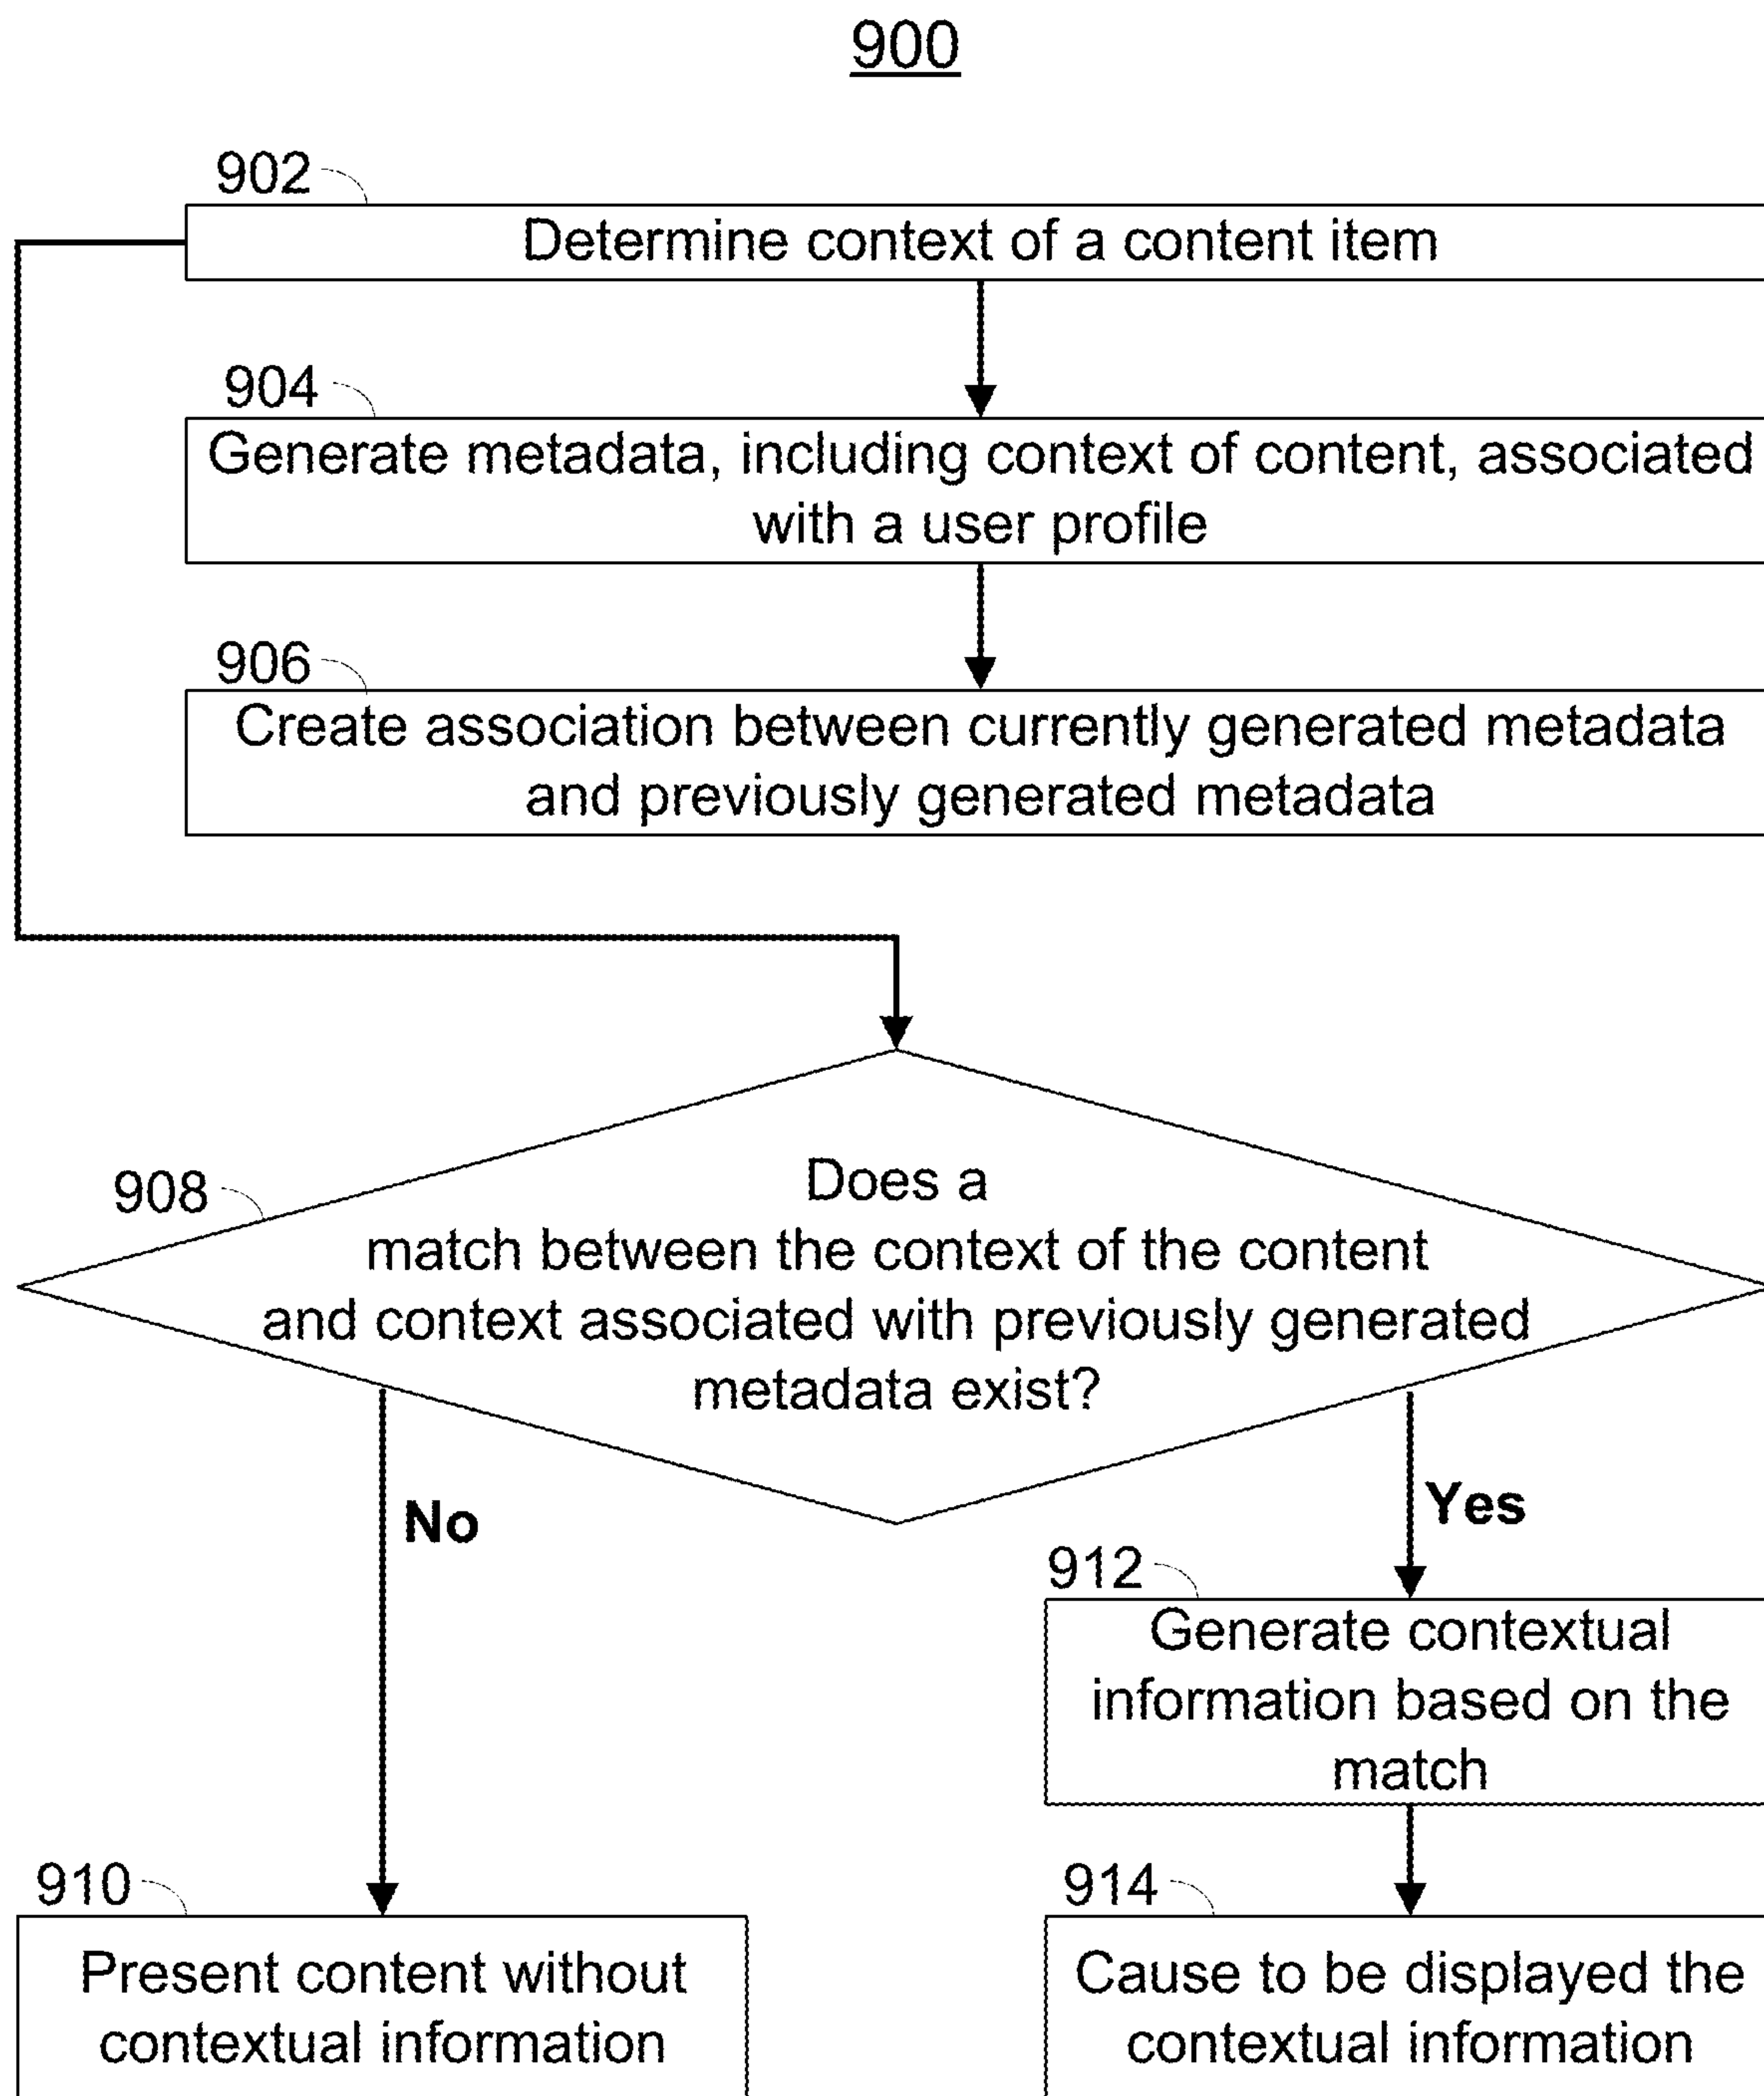 900
902
Determine context of a content item
904
Generate metadata, including context of content, associated
with a user profile
906
Create association between currently generated metadata
and previously generated metadata
908
Does a
match between the context of the content
and context associated with previously generated
metadata exist?
No
Yes
912
Generate contextual
information based on the
match
910
Present content without
contextual information
914
Cause to be displayed the
contextual information